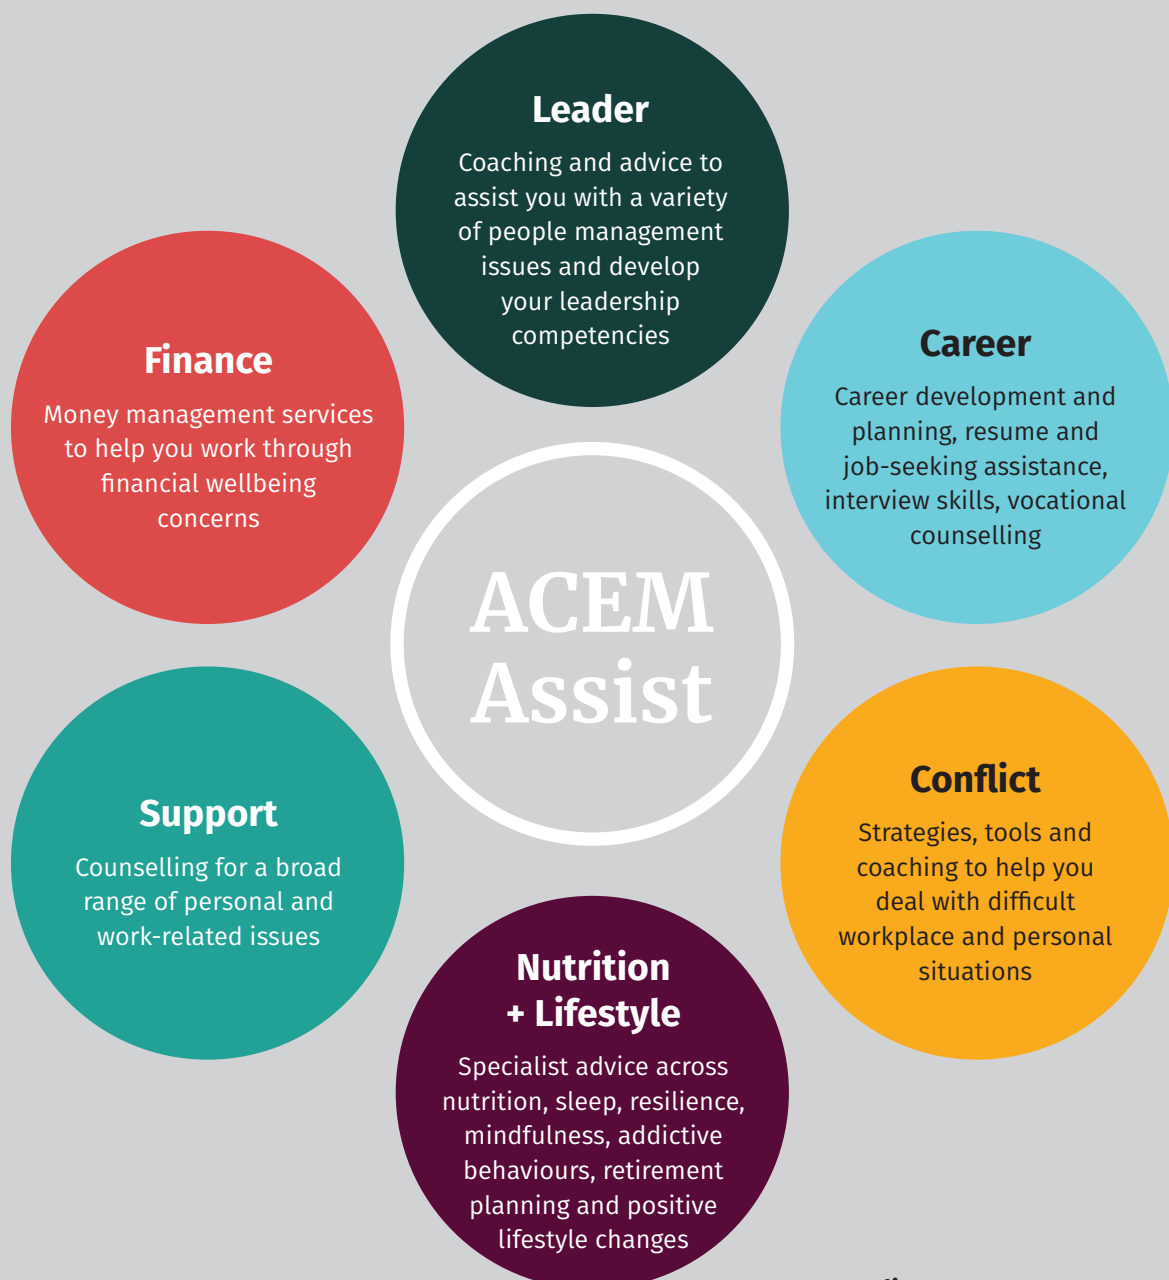 Leader
Coaching and advice to
assist you with a variety
of people management
issues and develop
your leadership
competencies
Finance
Money management services
to help you work through
financial wellbeing
concerns
Career
Career development and
planning, resume and
job-seeking assistance,
interview skills, vocational
counselling
ACEM
Assist
Support
Counselling for a broad
range of personal and
work-related issues
Conflict
Strategies, tools and
coaching to help you
deal with difficult
workplace and personal
situations
Nutrition
+ Lifestyle
Specialist advice across
nutrition, sleep, resilience,
mindfulness, addictive
behaviours, retirement
planning and positive
lifestyle changes